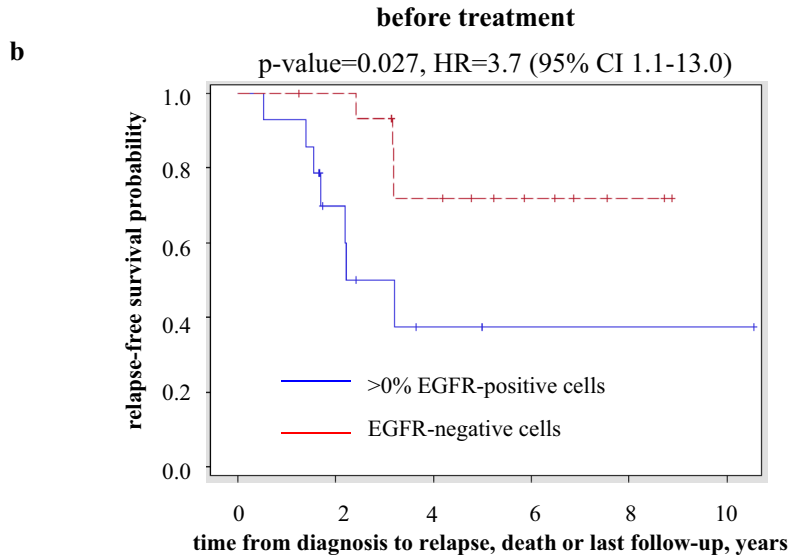 before treatment
b
p-value=0.027, HR=3.7 (95% CI 1.1-13.0)
relapse-free survival probability
1.0
0.8
0.6
0.4
0.2
0.0
>0% EGFR-positive cells
EGFR-negative cells
0 2 4 6 8 10
time from diagnosis to relapse, death or last follow-up, years